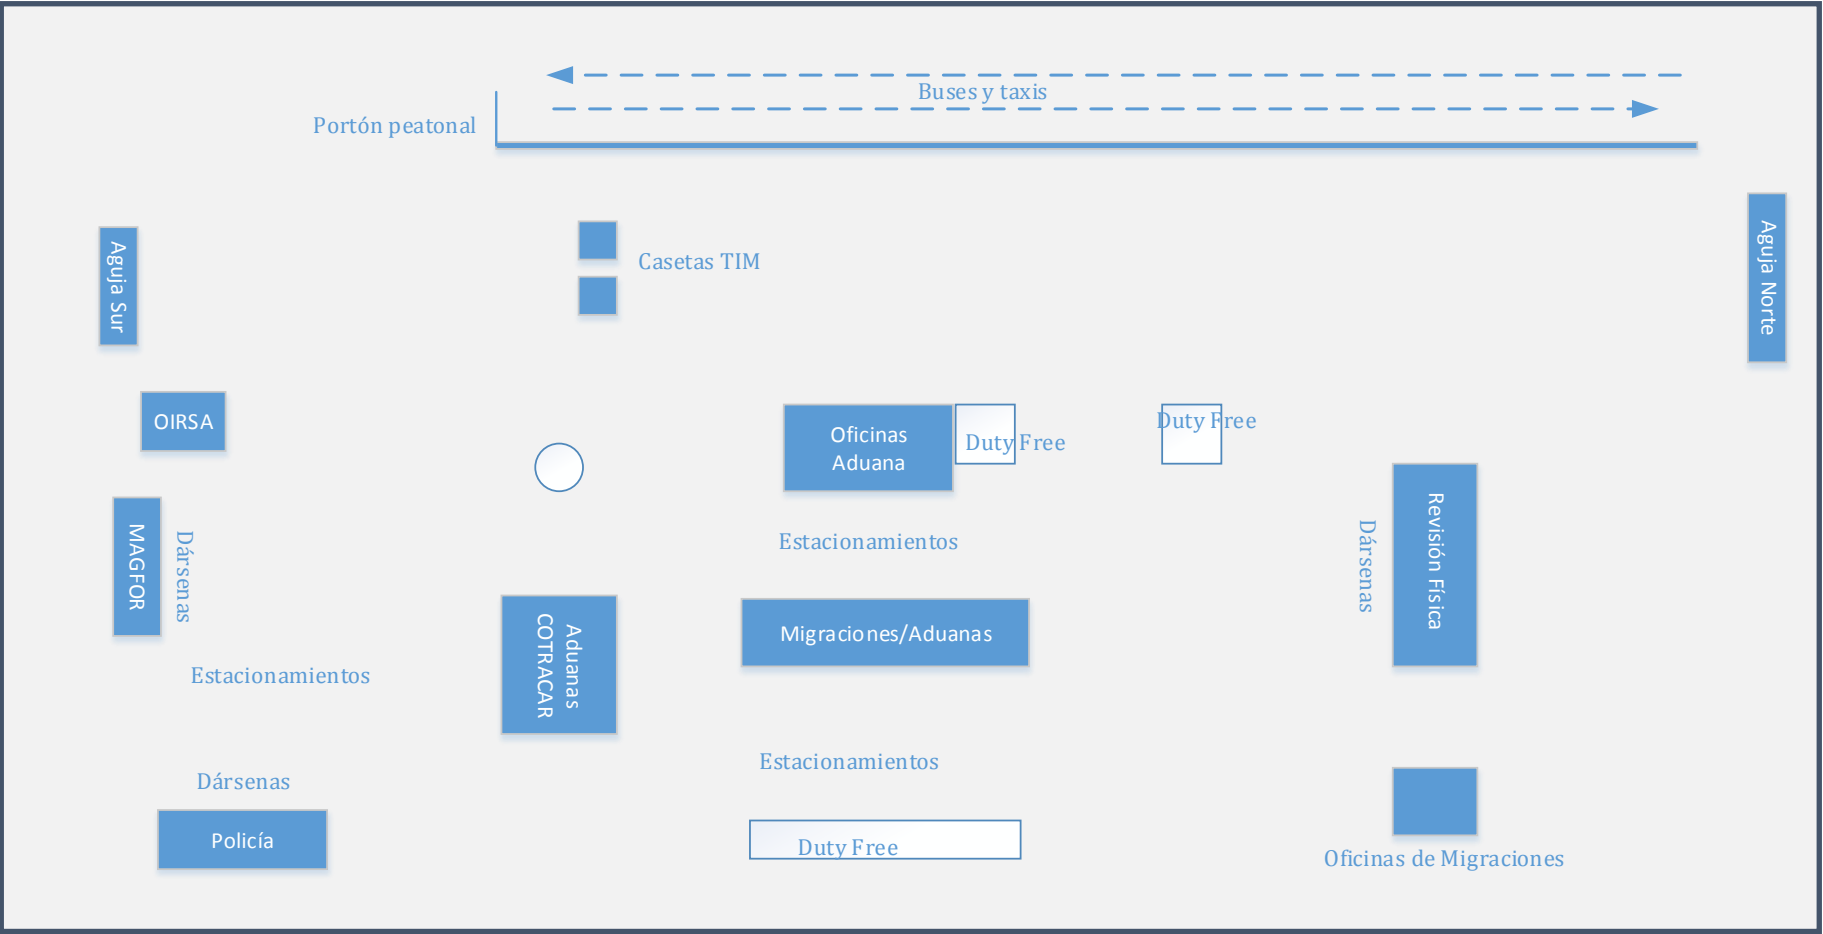 Buses y taxis
Portón peatonal
Aguja Sur
Casetas TIM
Aguja Norte
OIRSA
Oficinas
Aduana
Duty Free
Duty Free
MAGFOR
Dársenas
Estacionamientos
Dársenas
Revisión Física
Aduanas
COTRACAR
Migraciones/Aduanas
Estacionamientos
Estacionamientos
Dársenas
Policía
Duty Free
Oficinas de Migraciones